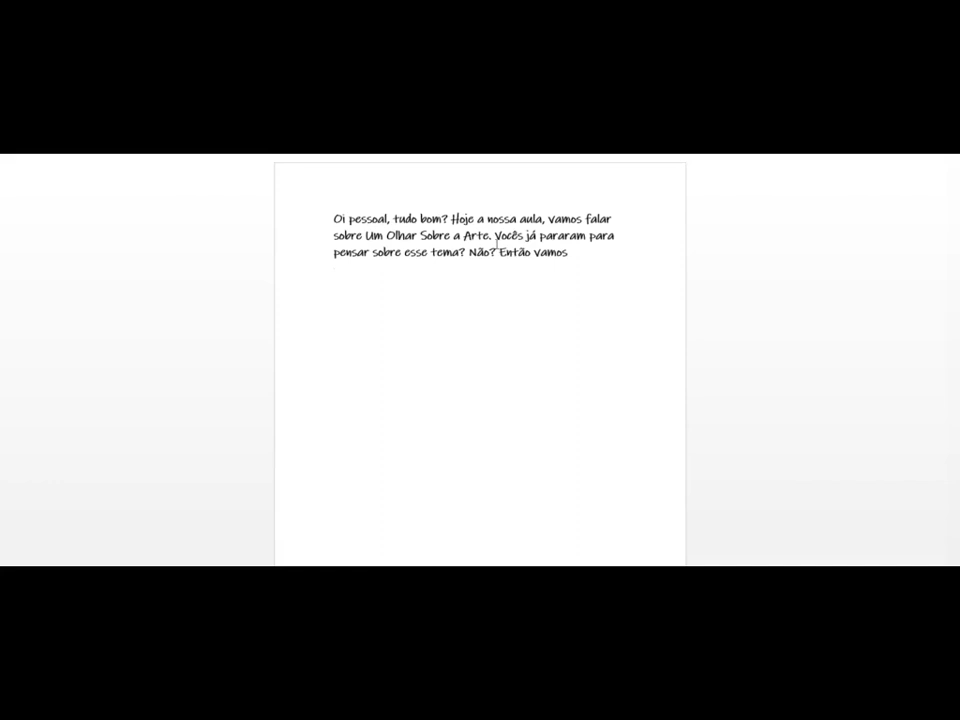 Oi pessoal, tudo bom? Hoje a nossa aula, vamos falar
sobre Um Olhar Sobre a Arte. Vocês já pararam para
pensar sobre esse tema? Não? Então vamos